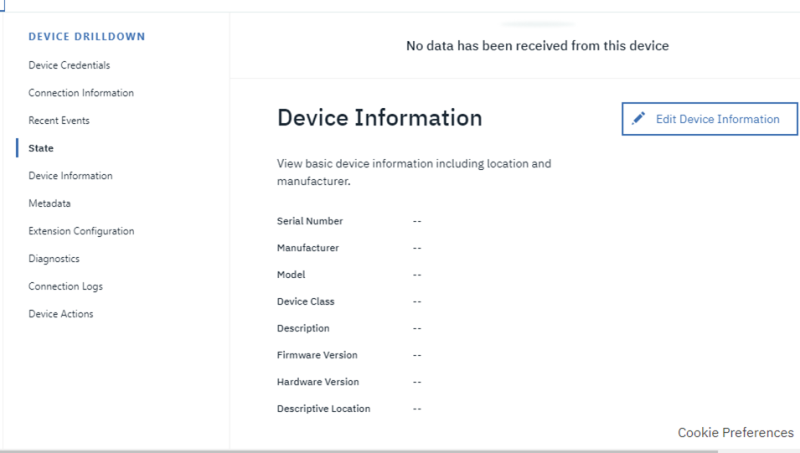 DEVICE DRILLDOWN
Device Credentials
Connection Information
Recent Events
State
Device Information
Metadata
Extension Configuration
Diagnostics
Connection Logs
Device Actions
No data has been received from this device
Device Information
Edit Device Information
View basic device information including location and
manufacturer.
Serial Number --
Manufacturer --
Model --
Device Class --
Description --
Firmware Version --
Hardware Version --
Descriptive Location --
Cookie Preferences